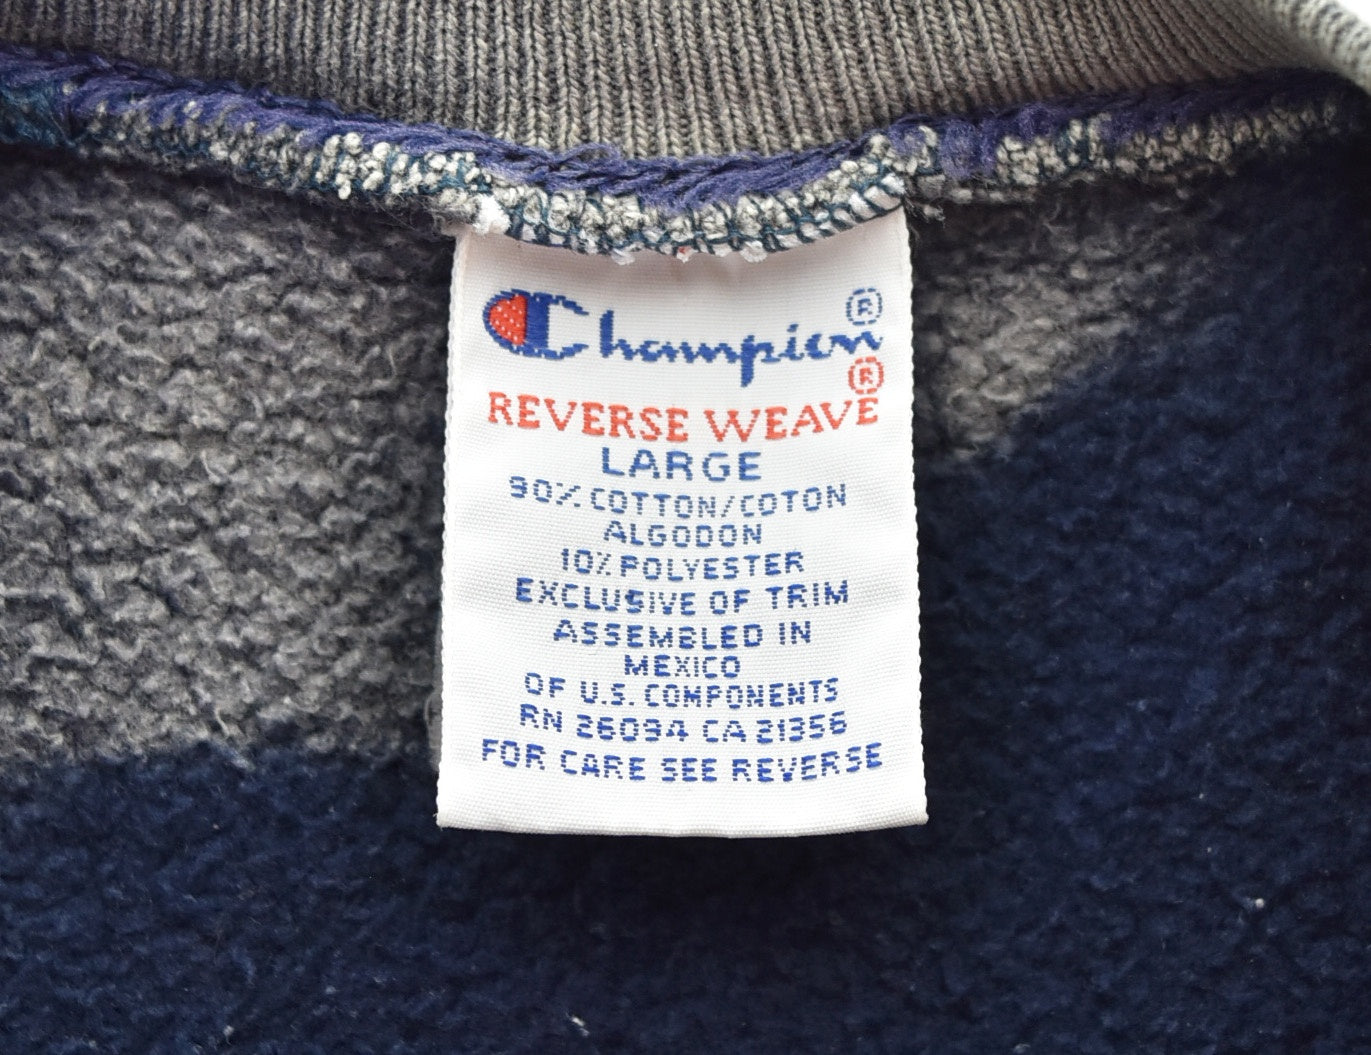 Champion®
REVERSE WEAVE®
LARGE
90% COTTON/COTON
ALGODON
10% POLYESTER
EXCLUSIVE OF TRIM
ASSEMBLED IN
MEXICO
OF U.S. COMPONENTS
RN 26094 CA 21356
FOR CARE SEE REVERSE